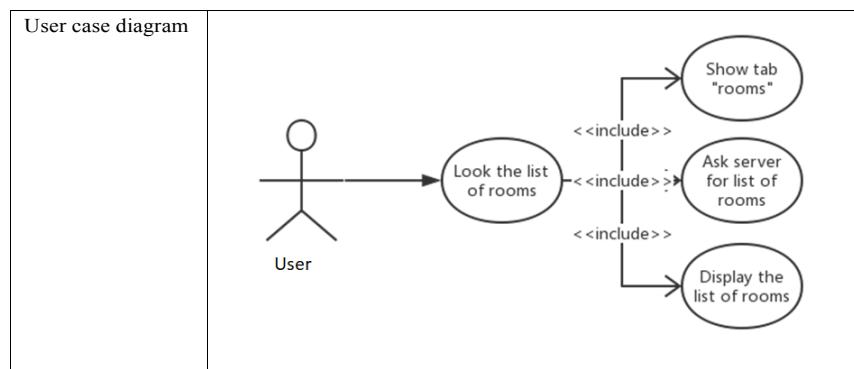 User case diagram
Show tab
"rooms"
<<include>>
Look the list
of rooms
<<include>>
Ask server
for list of
rooms
<<include>>
User
Display the
list of rooms